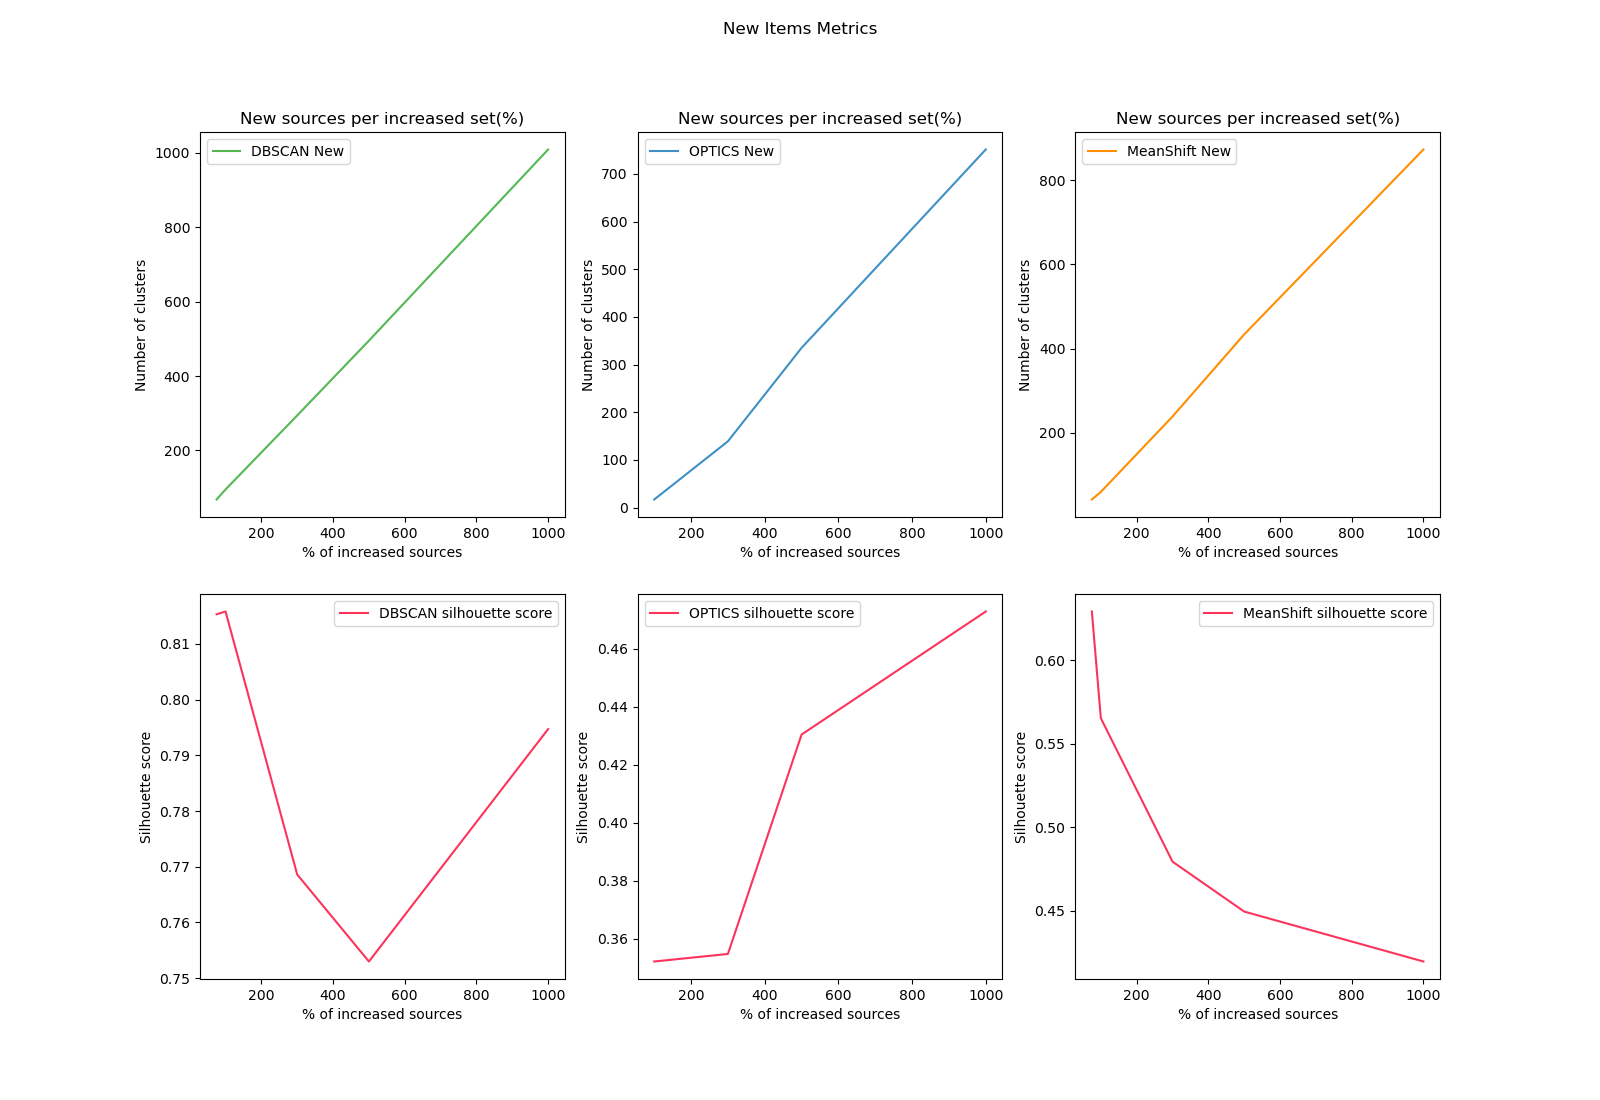 New Items Metrics
New sources per increased set(%)
DBSCAN New
1000
800
600
400
200
Number of clusters
200 400 600 800 1000
% of increased sources
New sources per increased set(%)
OPTICS New
700
600
500
400
300
200
100
0
Number of clusters
200 400 600 800 1000
% of increased sources
New sources per increased set(%)
MeanShift New
800
600
400
200
Number of clusters
200 400 600 800 1000
% of increased sources
DBSCAN silhouette score
0.81
0.80
0.79
0.78
0.77
0.76
0.75
Silhouette score
200 400 600 800 1000
% of increased sources
OPTICS silhouette score
0.46
0.44
0.42
0.40
0.38
0.36
Silhouette score
200 400 600 800 1000
% of increased sources
MeanShift silhouette score
0.60
0.55
0.50
0.45
Silhouette score
200 400 600 800 1000
% of increased sources